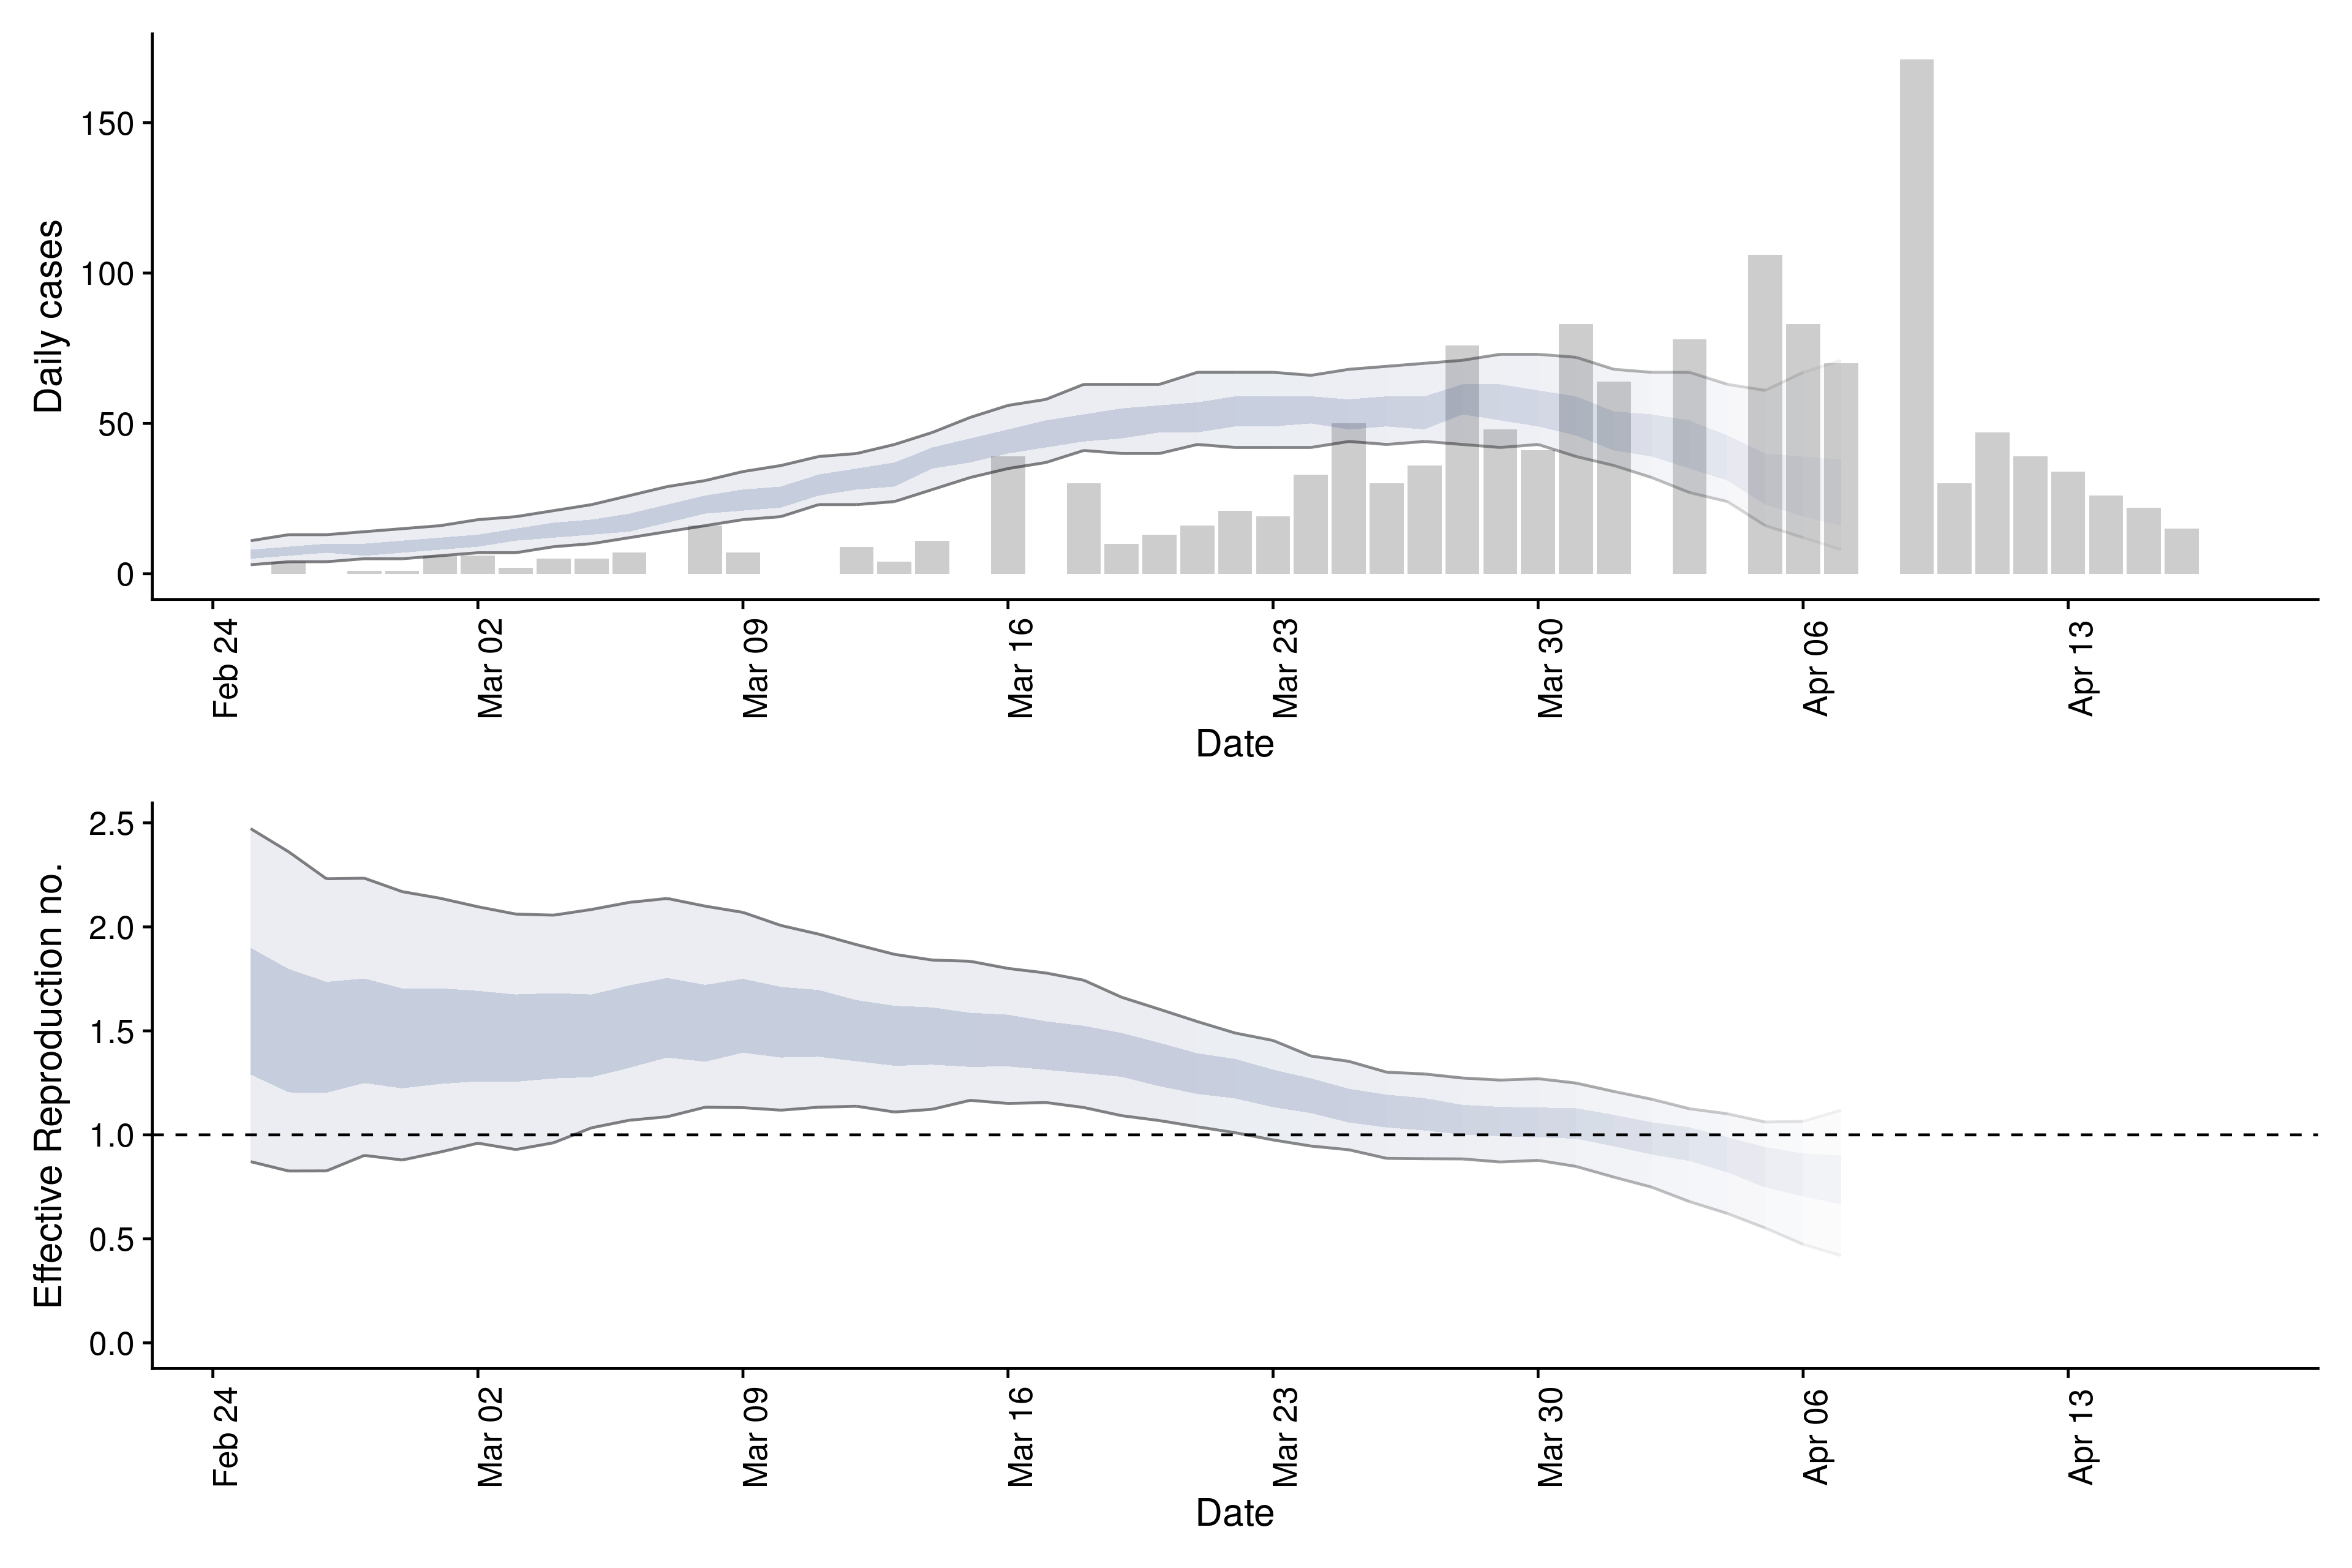 Daily cases
150
100
50
0
Feb 24
Mar 02
Mar 09
Mar 16
Mar 23
Mar 30
Apr 06
Apr 13
Date
Effective Reproduction no.
2.5
2.0
1.5
1.0
0.5
0.0
Feb 24
Mar 02
Mar 09
Mar 16
Mar 23
Mar 30
Apr 06
Apr 13
Date